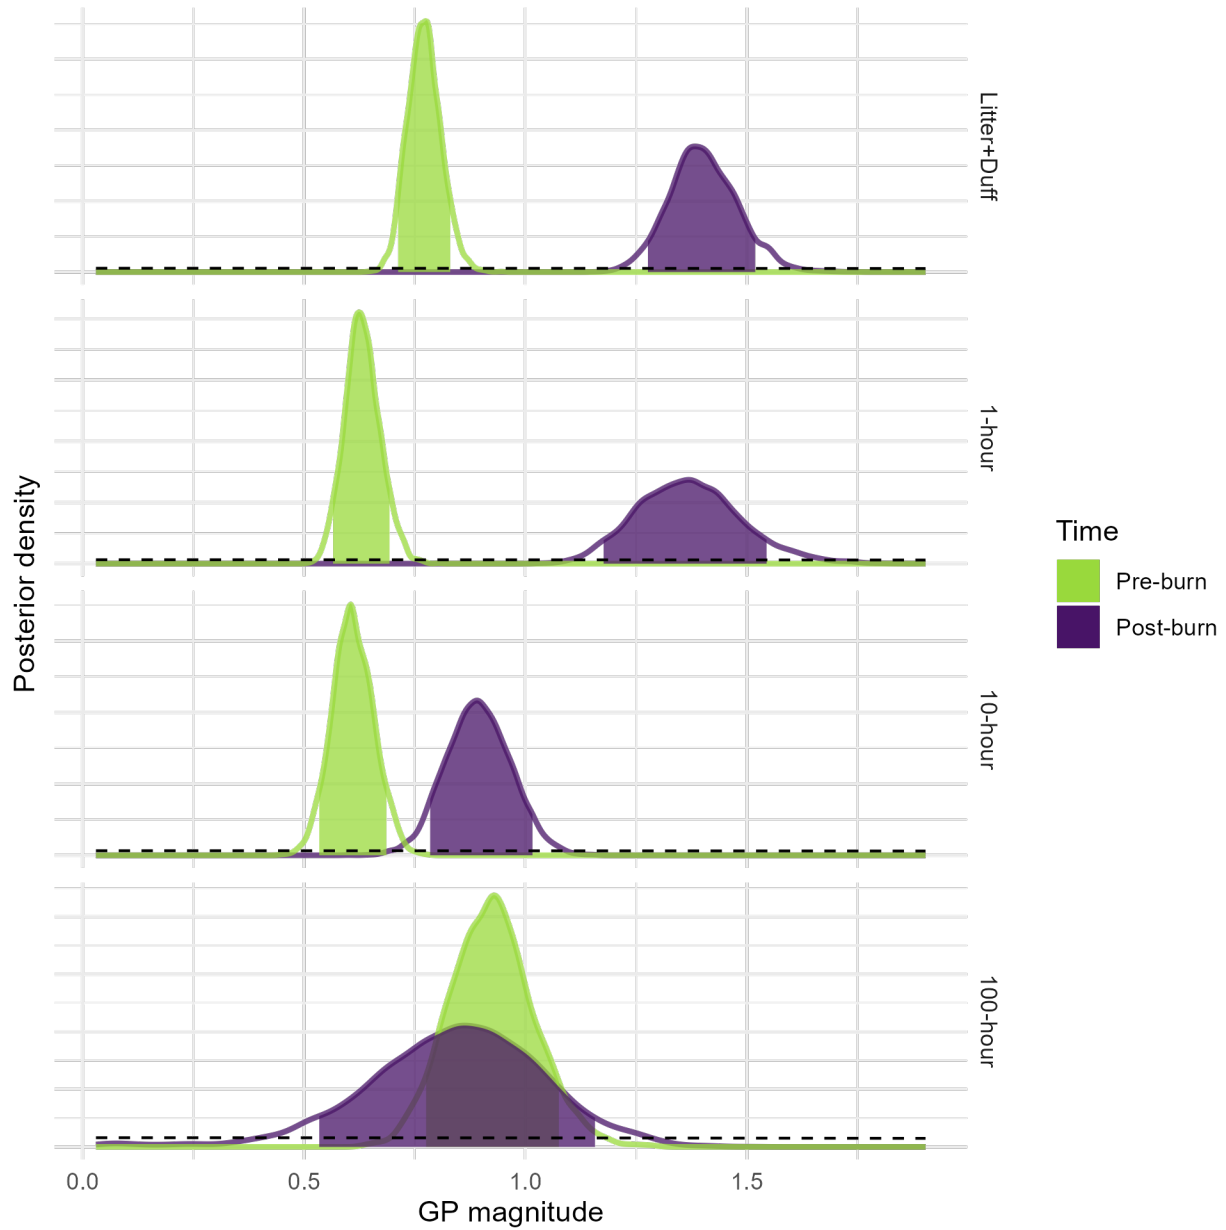 Posterior density
Litter+Duff
1-hour
10-hour
100-hour
0.0 0.5 1.0 1.5
GP magnitude
Time
Pre-burn
Post-burn